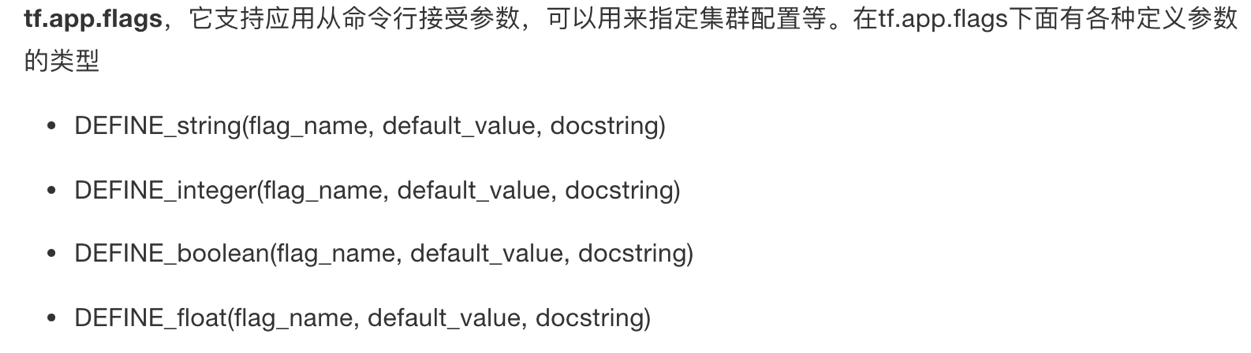 tf.app.flags，它支持应用从命令行接受参数，可以用来指定集群配置等。在tf.app.flags下面有各种定义参数
的类型
• DEFINE_string(flag_name, default_value, docstring)
• DEFINE_integer(flag_name, default_value, docstring)
• DEFINE_boolean(flag_name, default_value, docstring)
• DEFINE_float(flag_name, default_value, docstring)